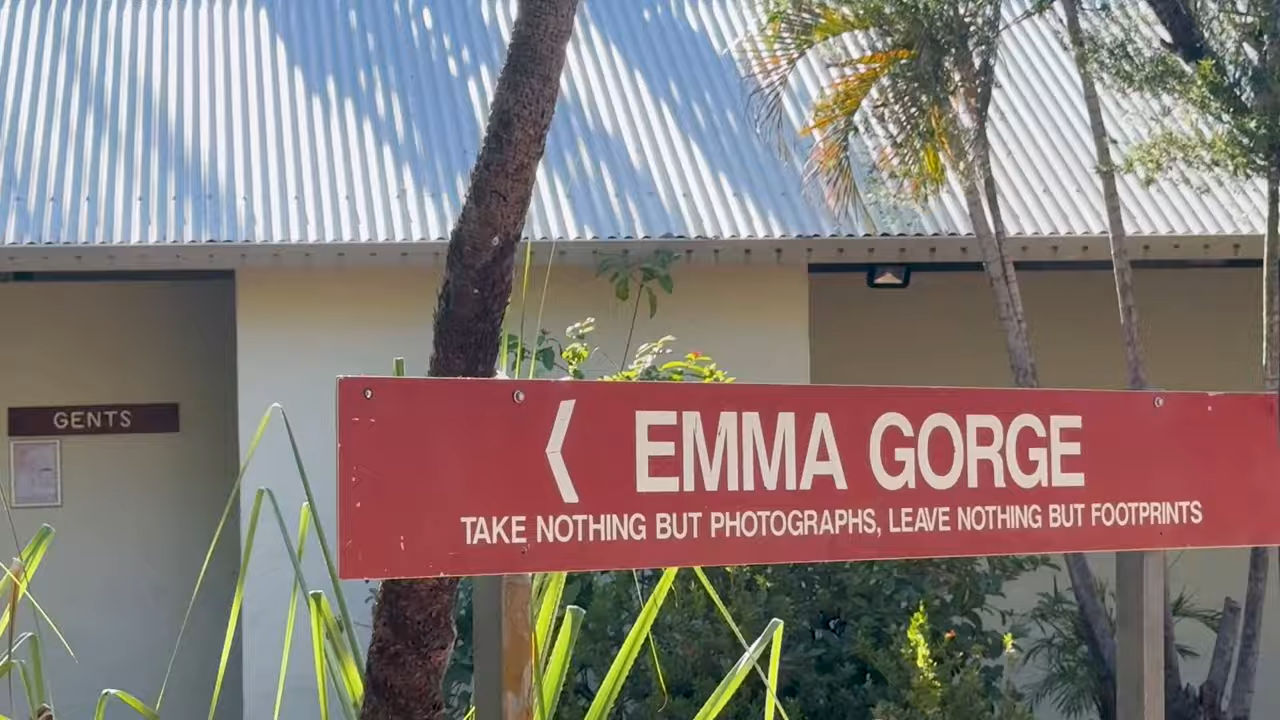 GENTS
< EMMA GORGE
TAKE NOTHING BUT PHOTOGRAPHS, LEAVE NOTHING BUT FOOTPRINTS